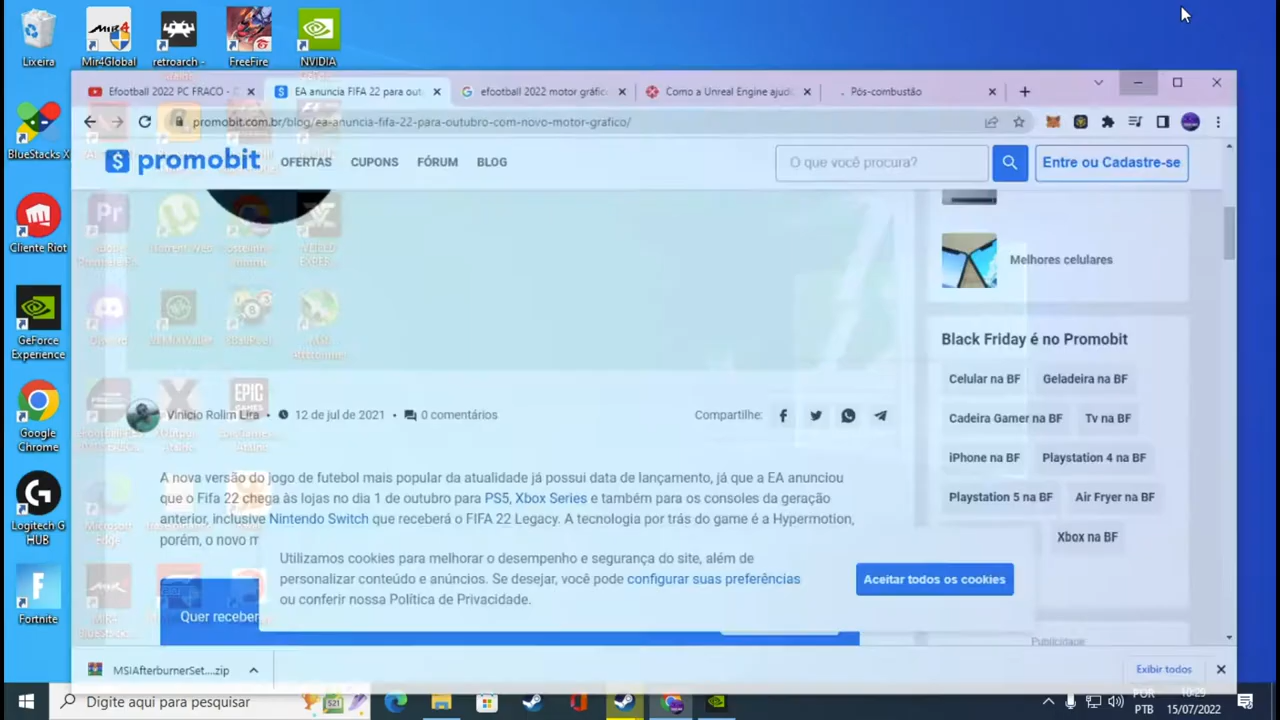 Lixeira
Mir4Global
retroarch -
FreeFire
NVIDIA
Efootball 2022 PC FRACO - C
EA anuncia FIFA 22 para out
efootball 2022 motor gráfic
Como a Unreal Engine ajud
Pós-combustão
promobit.com.br/blog/ea-anuncia-fifa-22-para-outubro-com-novo-motor-grafico/
BlueStacks X
promobit
OFERTAS
CUPONS
FÓRUM
BLOG
O que você procura?
Entre ou Cadastre-se
Cliente Riot
Melhores celulares
GeForce
Experience
Black Friday é no Promobit
Celular na BF
Geladeira na BF
Cadeira Gamer na BF
Tv na BF
iPhone na BF
Playstation 4 na BF
Playstation 5 na BF
Air Fryer na BF
Xbox na BF
Google
Chrome
EPIC
GAMES
Vinicio Rolim Lira
• 12 de jul de 2021 • 0 comentários
Compartilhe:
A nova versão do jogo de futebol mais popular da atualidade já possui data de lançamento, já que a EA anunciou
que o Fifa 22 chega às lojas no dia 1 de outubro para PS5, Xbox Series e também para os consoles da geração
anterior, inclusive Nintendo Switch que receberá o FIFA 22 Legacy. A tecnologia por trás do game é a Hypermotion,
porém, o novo m
Logitech G
HUB
Microsoft
Edge
Utilizamos cookies para melhorar o desempenho e segurança do site, além de
personalizar conteúdo e anúncios. Se desejar, você pode configurar suas preferências
ou conferir nossa Política de Privacidade.
Aceitar todos os cookies
Quer receber
Fortnite
Publicidade
MSIAfterburnerSet....zip
Exibir todos
Digite aqui para pesquisar
POR
PTB
10:29
15/07/2022